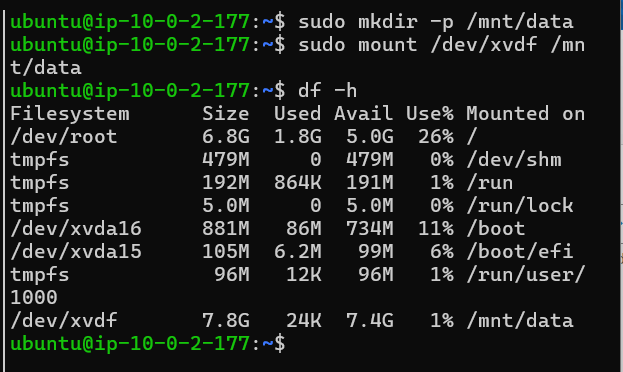 ubuntu@ip-10-0-2-177:~$ sudo mkdir -p /mnt/data
ubuntu@ip-10-0-2-177:~$ sudo mount /dev/xvdf /mn
t/data
ubuntu@ip-10-0-2-177:~$ df -h
Filesystem      Size  Used Avail Use% Mounted on
/dev/root       6.8G  1.8G  5.0G  26% /
tmpfs           479M     0  479M   0% /dev/shm
tmpfs           192M  864K  191M   1% /run
tmpfs           5.0M     0  5.0M   0% /run/lock
/dev/xvda16     881M   86M  734M  11% /boot
/dev/xvda15     105M  6.2M   99M   6% /boot/efi
tmpfs            96M   12K   96M   1% /run/user/
1000
/dev/xvdf       7.8G   24K  7.4G   1% /mnt/data
ubuntu@ip-10-0-2-177:~$